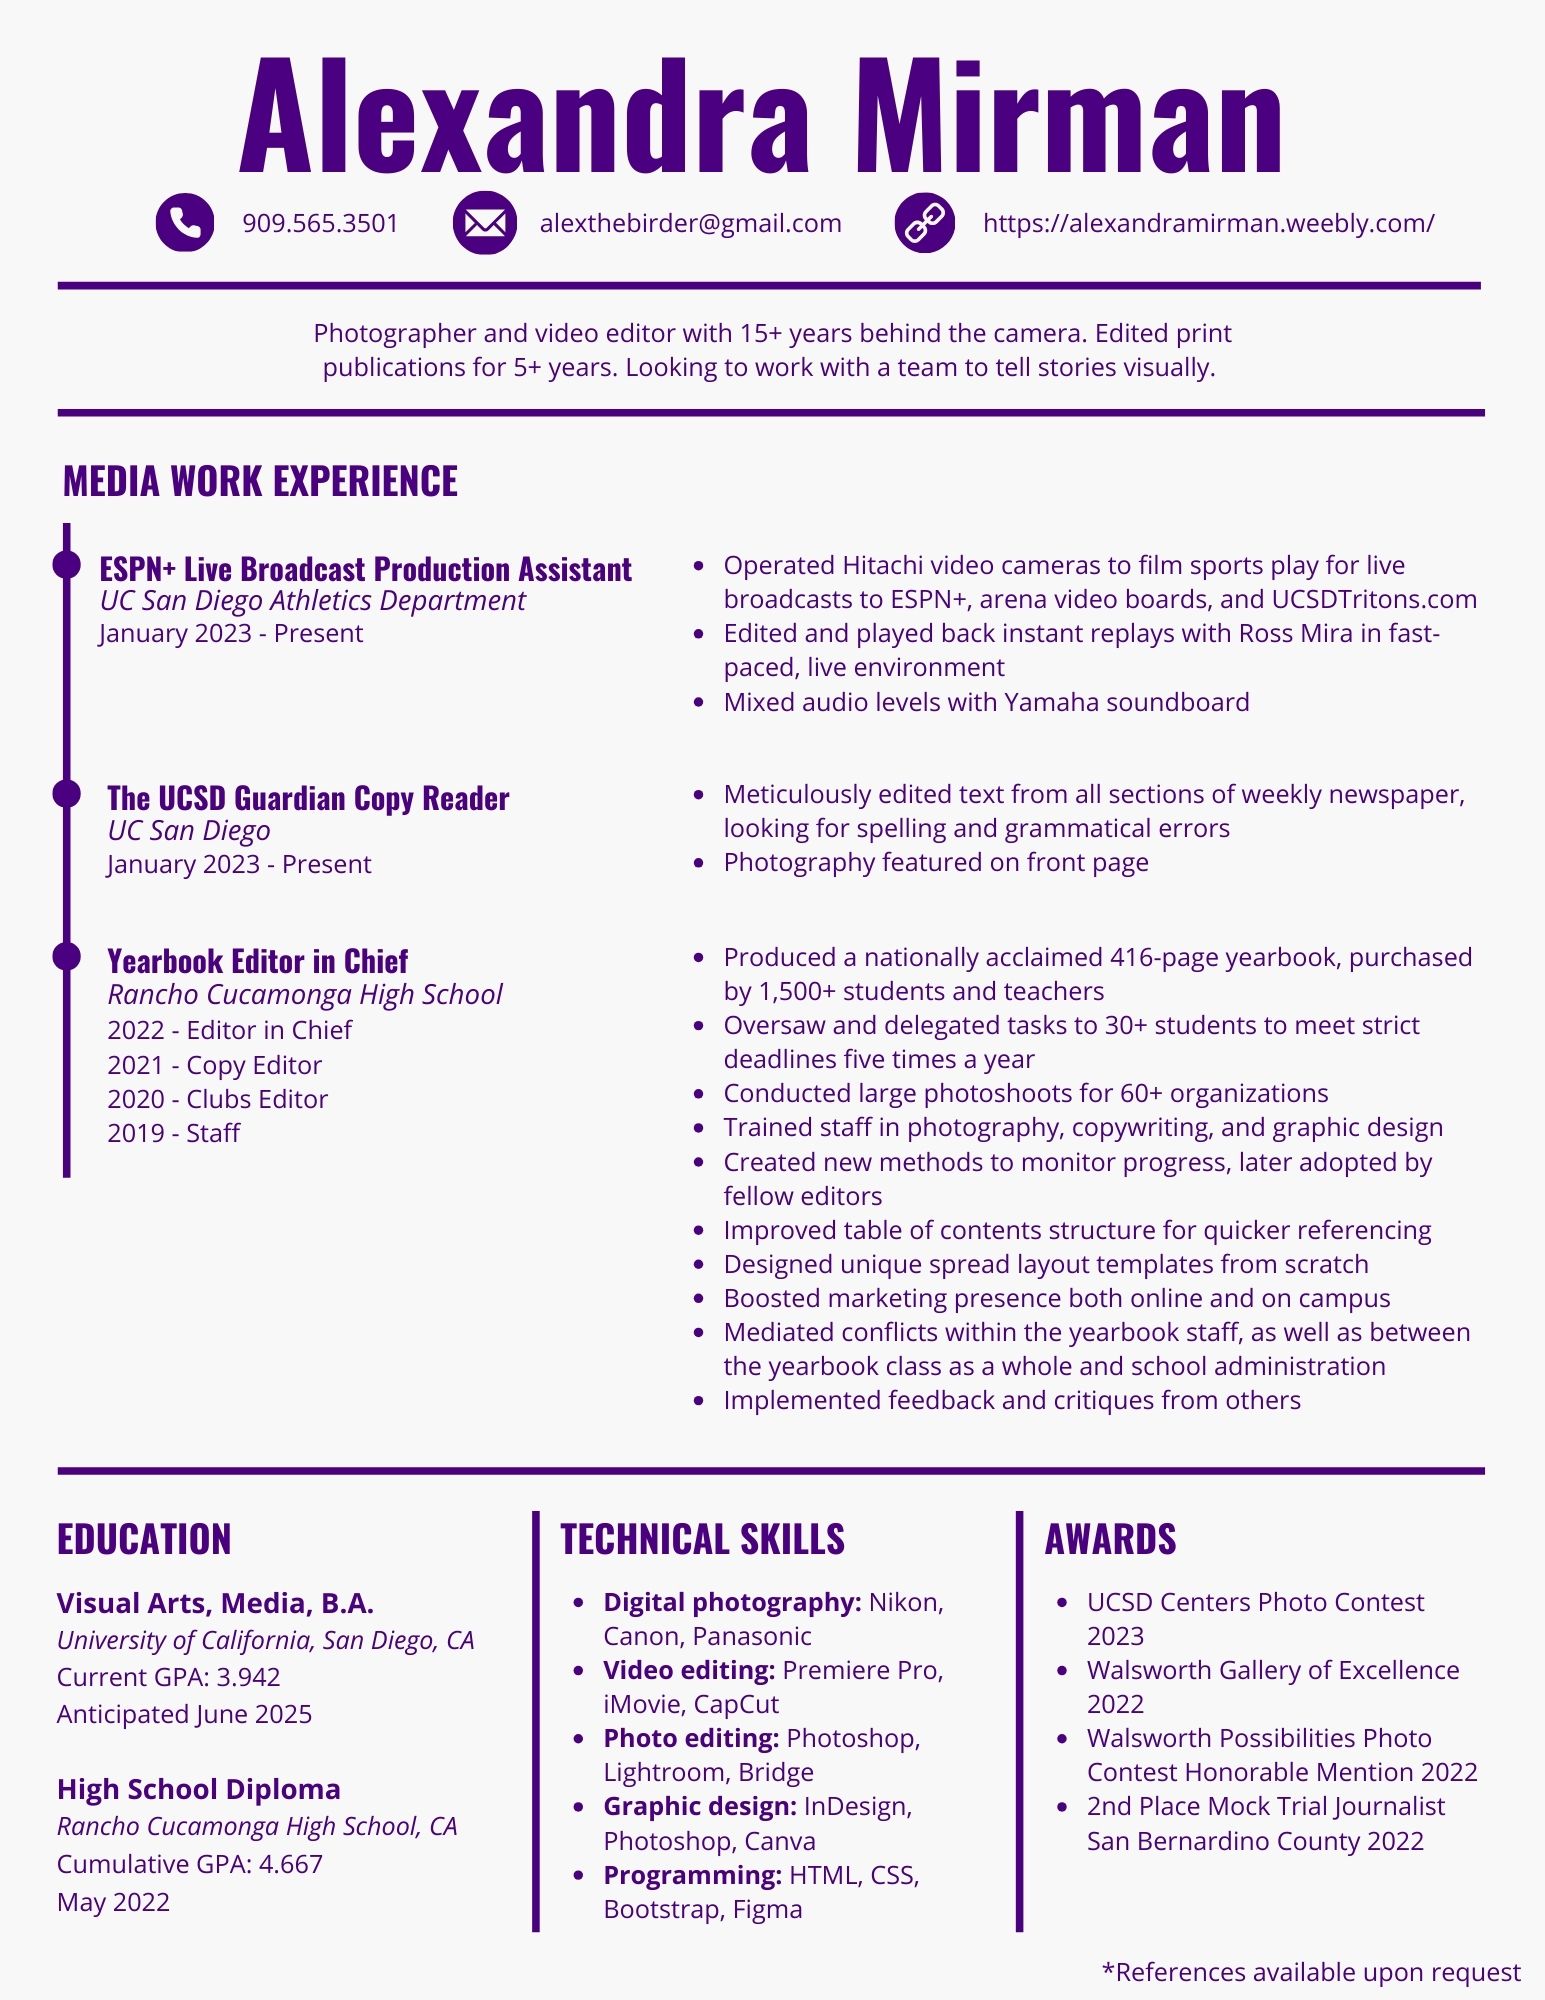 Alexandra Mirman
909.565.3501
alexthebirder@gmail.com
https://alexandramirman.weebly.com/
Photographer and video editor with 15+ years behind the camera. Edited print
publications for 5+ years. Looking to work with a team to tell stories visually.
MEDIA WORK EXPERIENCE
ESPN+ Live Broadcast Production Assistant
UC San Diego Athletics Department
January 2023 - Present
• Operated Hitachi video cameras to film sports play for live
broadcasts to ESPN+, arena video boards, and UCSDTritons.com
• Edited and played back instant replays with Ross Mira in fast-
paced, live environment
• Mixed audio levels with Yamaha soundboard
The UCSD Guardian Copy Reader
UC San Diego
January 2023 - Present
• Meticulously edited text from all sections of weekly newspaper,
looking for spelling and grammatical errors
• Photography featured on front page
Yearbook Editor in Chief
Rancho Cucamonga High School
2022 - Editor in Chief
2021 - Copy Editor
2020 - Clubs Editor
2019 - Staff
• Produced a nationally acclaimed 416-page yearbook, purchased
by 1,500+ students and teachers
• Oversaw and delegated tasks to 30+ students to meet strict
deadlines five times a year
• Conducted large photoshoots for 60+ organizations
• Trained staff in photography, copywriting, and graphic design
• Created new methods to monitor progress, later adopted by
fellow editors
• Improved table of contents structure for quicker referencing
• Designed unique spread layout templates from scratch
• Boosted marketing presence both online and on campus
• Mediated conflicts within the yearbook staff, as well as between
the yearbook class as a whole and school administration
• Implemented feedback and critiques from others
EDUCATION
Visual Arts, Media, B.A.
University of California, San Diego, CA
Current GPA: 3.942
Anticipated June 2025
High School Diploma
Rancho Cucamonga High School, CA
Cumulative GPA: 4.667
May 2022
TECHNICAL SKILLS
• Digital photography: Nikon,
Canon, Panasonic
• Video editing: Premiere Pro,
iMovie, CapCut
• Photo editing: Photoshop,
Lightroom, Bridge
• Graphic design: InDesign,
Photoshop, Canva
• Programming: HTML, CSS,
Bootstrap, Figma
AWARDS
• UCSD Centers Photo Contest
2023
• Walsworth Gallery of Excellence
2022
• Walsworth Possibilities Photo
Contest Honorable Mention 2022
• 2nd Place Mock Trial Journalist
San Bernardino County 2022
*References available upon request